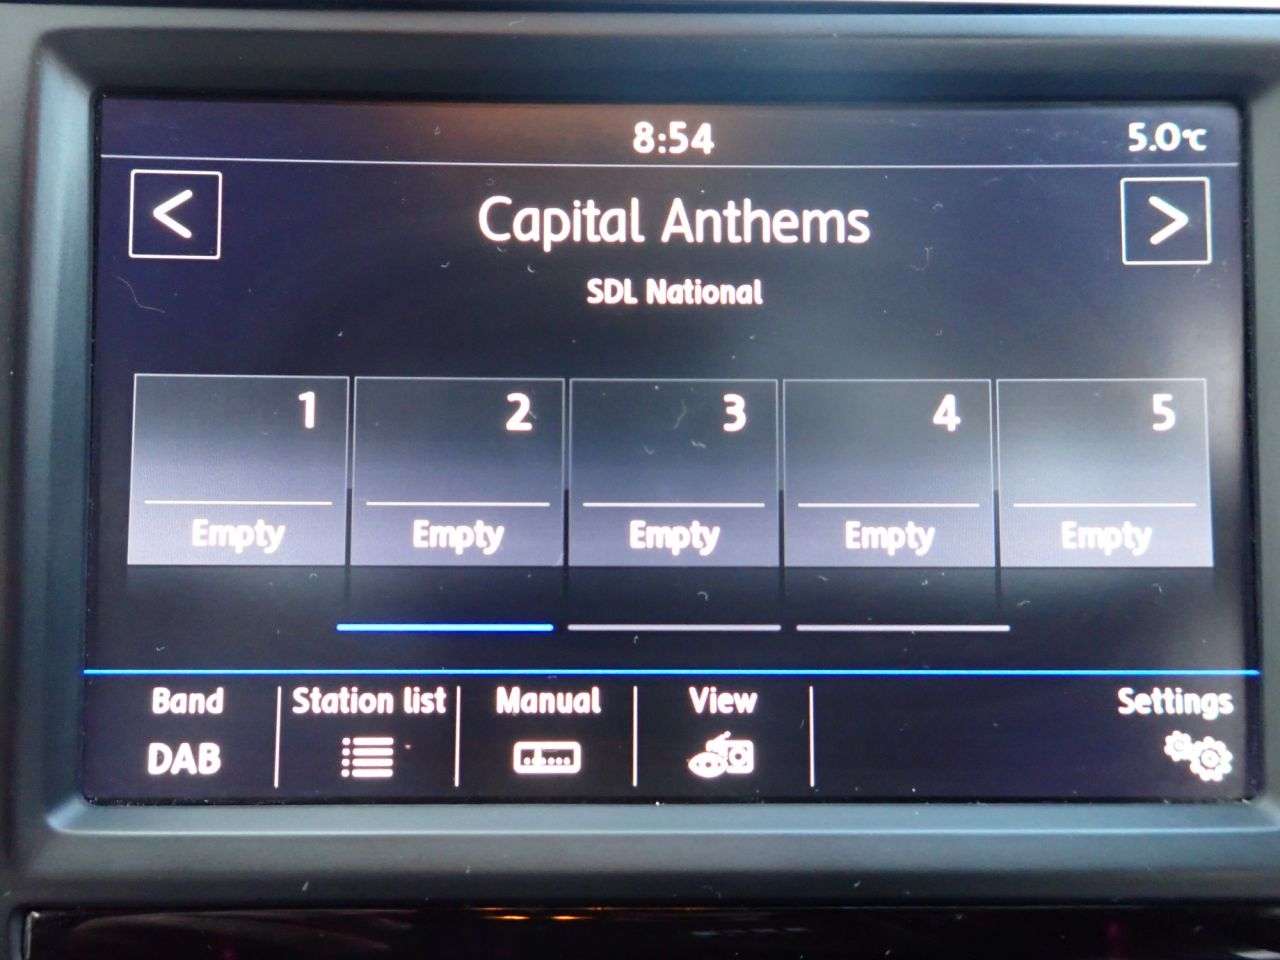 8:54 5.0°C
< Capital Anthems >
SDL National
1 2 3 4 5
Empty Empty Empty Empty Empty
Band Station list Manual View Settings
DAB